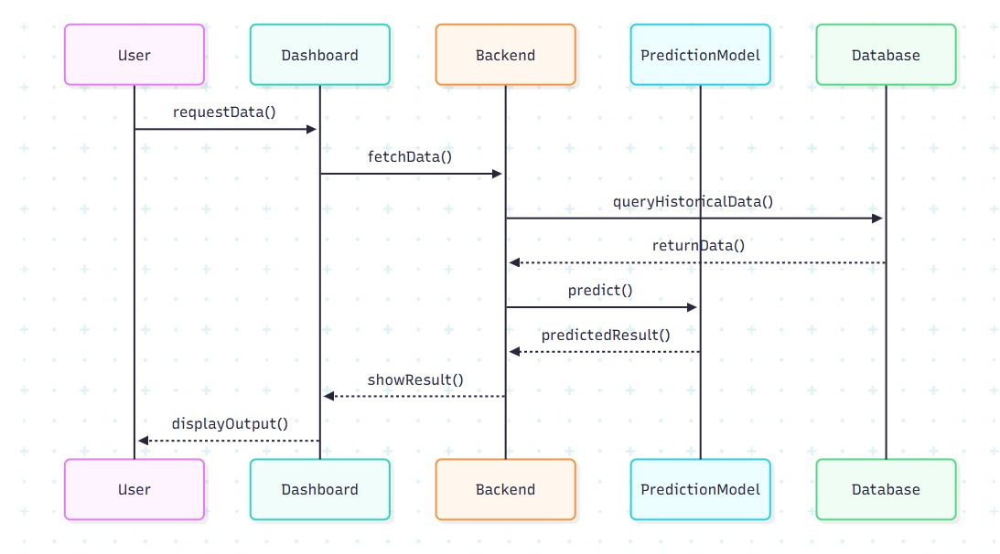 User
Dashboard
Backend
PredictionModel
Database
requestData()
fetchData()
queryHistoricalData()
returnData()
predict()
predictedResult()
showResult()
displayOutput()
User
Dashboard
Backend
PredictionModel
Database